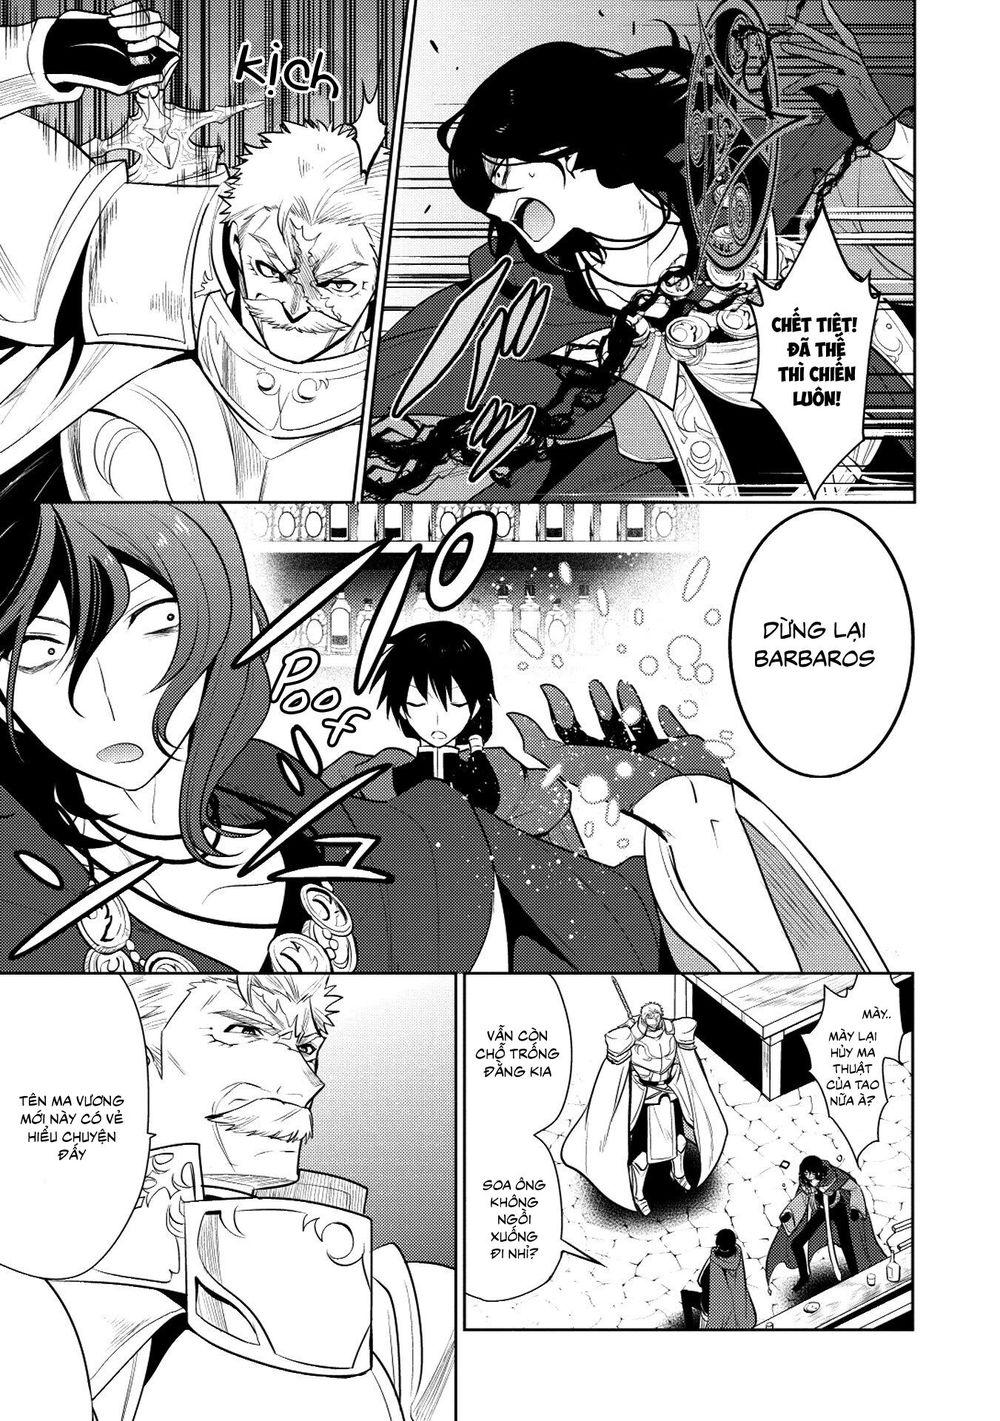 CHẾT TIỆT!
ĐÃ THẾ
THÌ CHIẾN
LUÔN!
KỊCH
DỪNG LẠI
BARBAROS
POOF
MÀY..
MÀY LẠI
HỦY MA
THUẬT
CỦA TAO
NỮA À?
VẪN CÒN
CHỖ TRỐNG
ĐẰNG KIA
SOA ÔNG
KHÔNG
NGỒI
XUỐNG
ĐI NHỈ?
TÊN MA VƯƠNG
MỚI NÀY CÓ VẺ
HIỂU CHUYỆN
ĐẤY